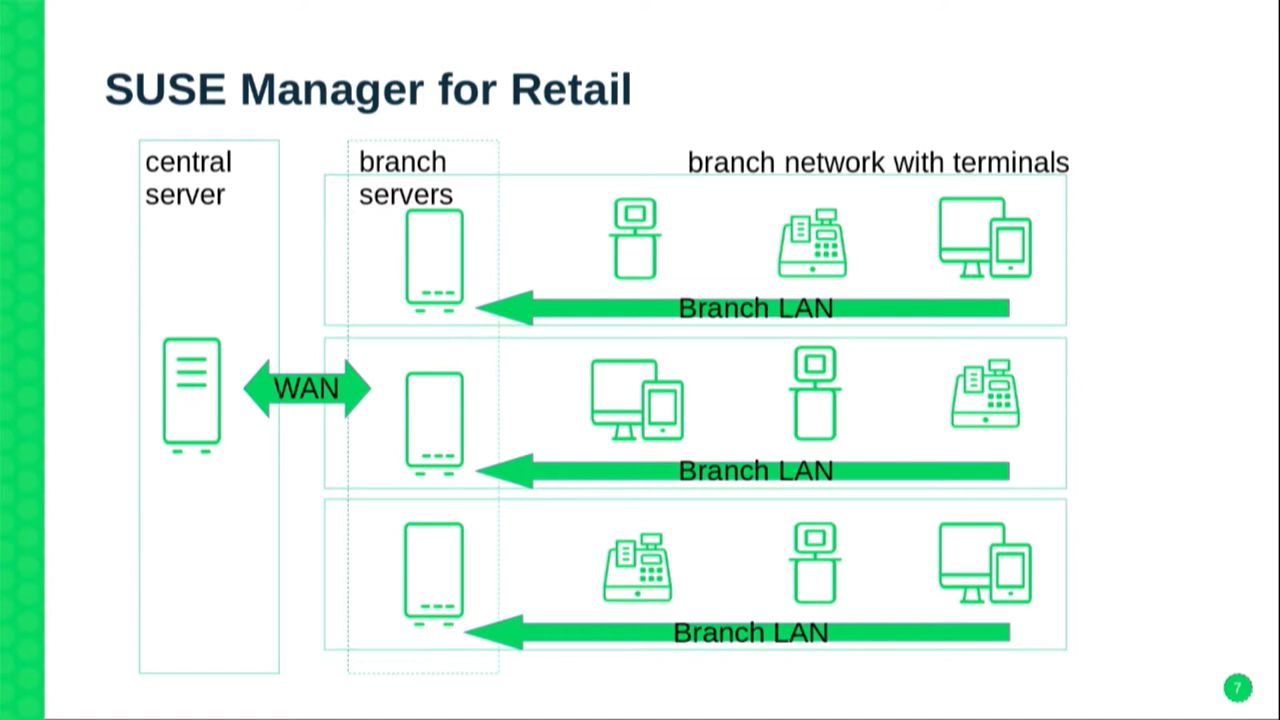 SUSE Manager for Retail
central
server
branch
servers
branch network with terminals
Branch LAN
WAN
Branch LAN
Branch LAN
7